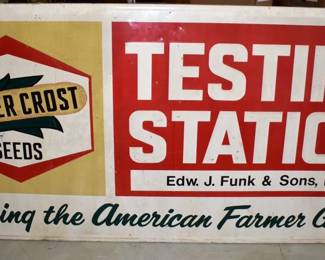 ER CROST
SEEDS
TESTIN
STATIO
Edw. J. Funk & Sons,
ing the American Farmer